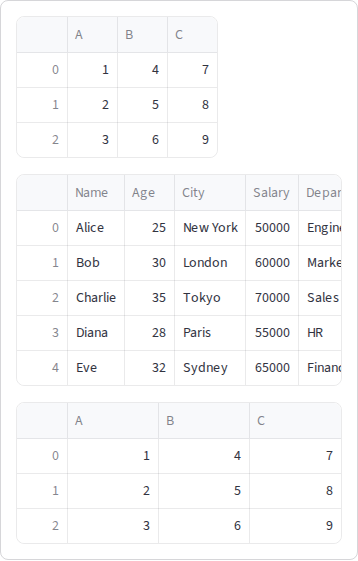 A B C
0 1 4 7
1 2 5 8
2 3 6 9
Name Age City Salary Depar
0 Alice 25 New York 50000 Engin
1 Bob 30 London 60000 Marke
2 Charlie 35 Tokyo 70000 Sales
3 Diana 28 Paris 55000 HR
4 Eve 32 Sydney 65000 Financ
A B C
0 1 4 7
1 2 5 8
2 3 6 9